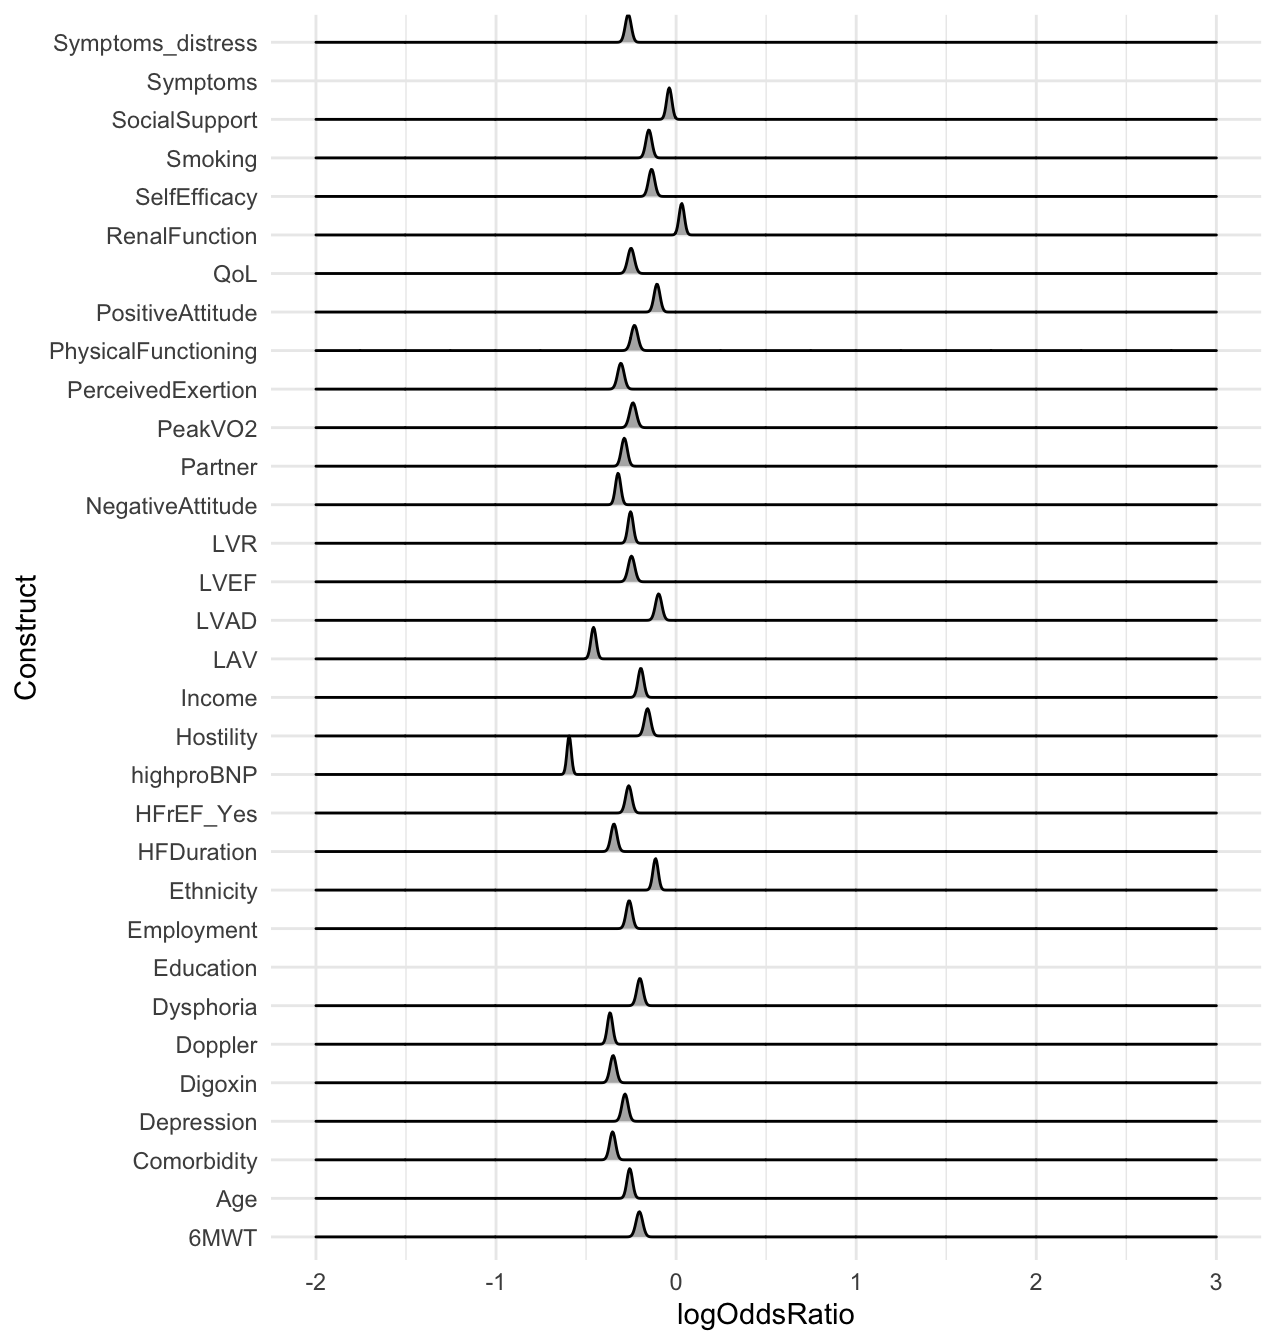 Symptoms_distress
Symptoms
SocialSupport
Smoking
SelfEfficacy
RenalFunction
QoL
PositiveAttitude
PhysicalFunctioning
PerceivedExertion
PeakVO2
Partner
NegativeAttitude
LVR
LVEF
LVAD
LAV
Income
Hostility
highproBNP
HFrEF_Yes
HFDuration
Ethnicity
Employment
Education
Dysphoria
Doppler
Digoxin
Depression
Comorbidity
Age
6MWT
Construct
-2 -1 0 1 2 3
logOddsRatio